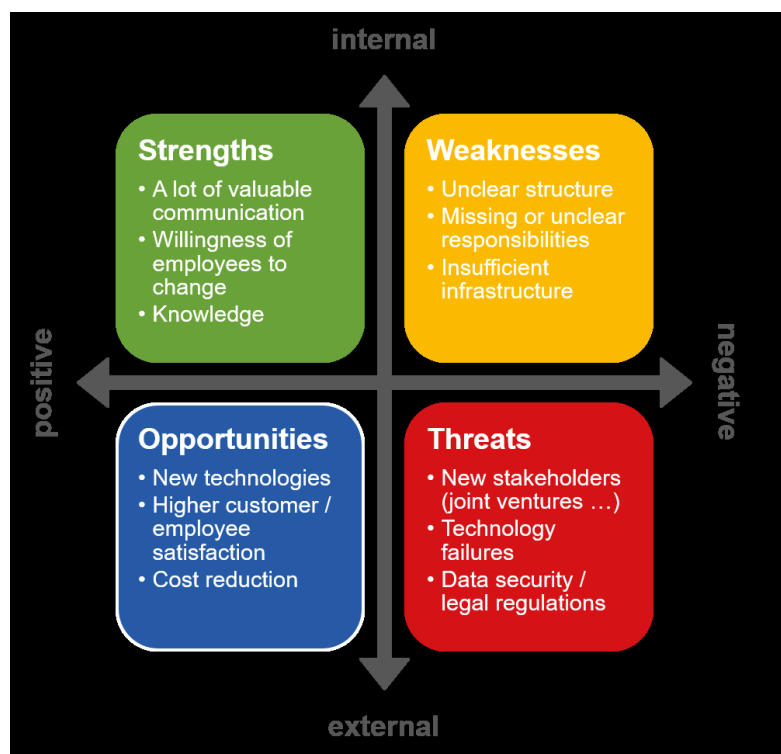 internal
Strengths
• A lot of valuable
communication
• Willingness of
employees to
change
• Knowledge
Weaknesses
• Unclear structure
• Missing or unclear
responsibilities
• Insufficient
infrastructure
positive
negative
Opportunities
• New technologies
• Higher customer /
employee
satisfaction
• Cost reduction
Threats
• New stakeholders
(joint ventures …)
• Technology
failures
• Data security /
legal regulations
external